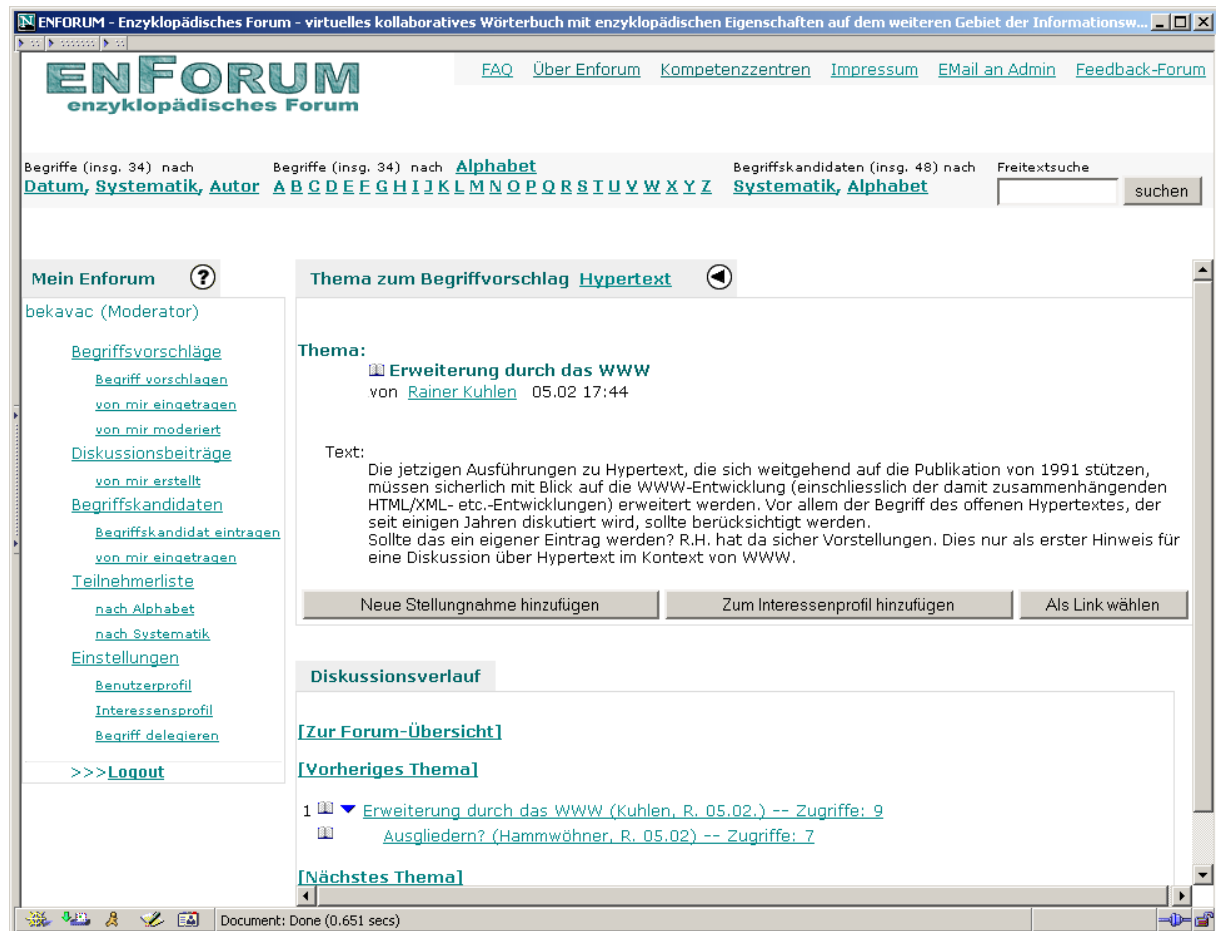 ENFORUM - Enzyklopädisches Forum - virtuelles kollaboratives Wörterbuch mit enzyklopädischen Eigenschaften auf dem weiteren Gebiet der Informationsw...
ENFORUM
enzyklopädisches Forum
FAQ Über Enforum Kompetenzzentren Impressum EMail an Admin Feedback-Forum
Begriffe (insg. 34) nach
Datum, Systematik, Autor
Begriffe (insg. 34) nach Alphabet
A B C D E F G H I J K L M N O P Q R S T U V W X Y Z
Begriffskandidaten (insg. 48) nach
Systematik, Alphabet
Freitextsuche
suchen
Mein Enforum ?
bekavac (Moderator)
Begriffsvorschläge
Begriff vorschlagen
von mir eingetragen
von mir moderiert
Diskussionsbeiträge
von mir erstellt
Begriffskandidaten
Begriffskandidat eintragen
von mir eingetragen
Teilnehmerliste
nach Alphabet
nach Systematik
Einstellungen
Benutzerprofil
Interessensprofil
Begriff delegieren
>>>Logout
Thema zum Begriffvorschlag Hypertext
Thema:
Erweiterung durch das WWW
von Rainer Kuhlen 05.02 17:44
Text:
Die jetzigen Ausführungen zu Hypertext, die sich weitgehend auf die Publikation von 1991 stützen,
müssen sicherlich mit Blick auf die WWW-Entwicklung (einschliesslich der damit zusammenhängenden
HTML/XML- etc.-Entwicklungen) erweitert werden. Vor allem der Begriff des offenen Hypertextes, der
seit einigen Jahren diskutiert wird, sollte berücksichtigt werden.
Sollte das ein eigener Eintrag werden? R.H. hat da sicher Vorstellungen. Dies nur als erster Hinweis für
eine Diskussion über Hypertext im Kontext von WWW.
Neue Stellungnahme hinzufügen Zum Interessenprofil hinzufügen Als Link wählen
Diskussionsverlauf
[Zur Forum-Übersicht]
[Vorheriges Thema]
1 Erweiterung durch das WWW (Kuhlen, R. 05.02.) -- Zugriffe: 9
Ausgliedern? (Hammwöhner, R. 05.02) -- Zugriffe: 7
[Nächstes Thema]
Document: Done (0.651 secs)